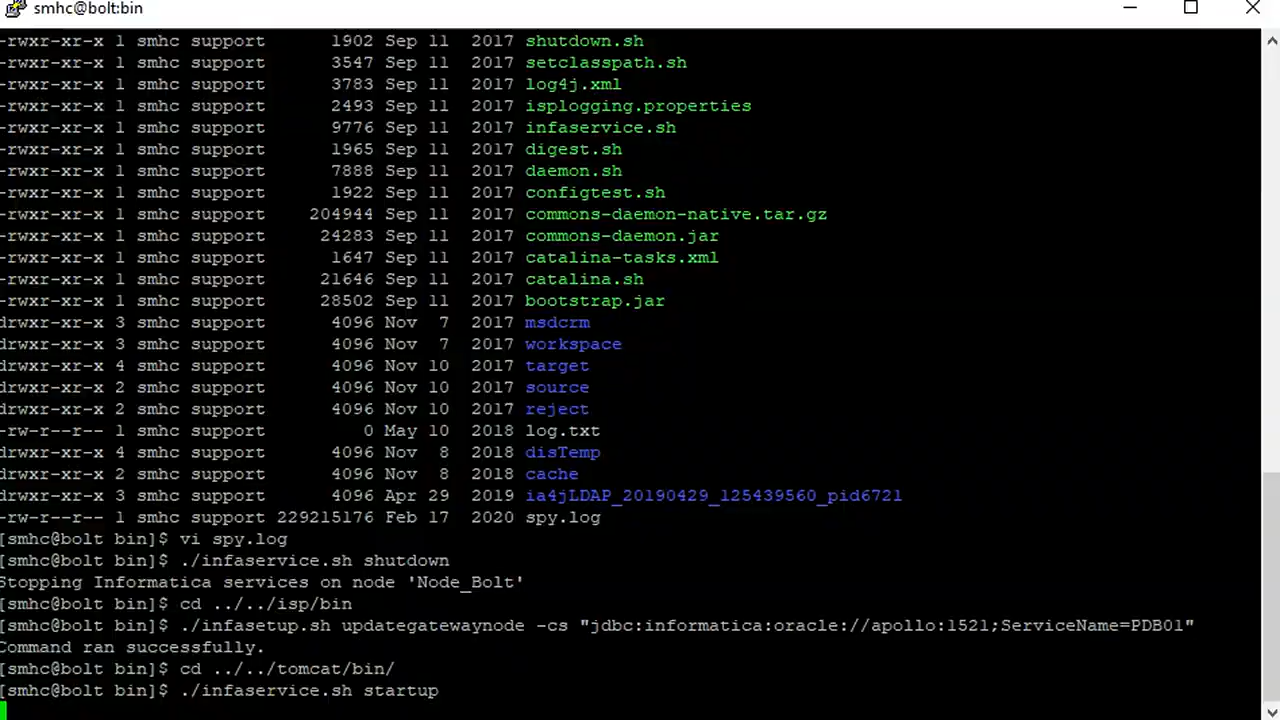 smhc@bolt:bin
-rwxr-xr-x 1 smhc support 1902 Sep 11 2017 shutdown.sh
-rwxr-xr-x 1 smhc support 3547 Sep 11 2017 setclasspath.sh
-rwxr-xr-x 1 smhc support 3783 Sep 11 2017 log4j.xml
-rwxr-xr-x 1 smhc support 2493 Sep 11 2017 isplogging.properties
-rwxr-xr-x 1 smhc support 9776 Sep 11 2017 infaservice.sh
-rwxr-xr-x 1 smhc support 1965 Sep 11 2017 digest.sh
-rwxr-xr-x 1 smhc support 7888 Sep 11 2017 daemon.sh
-rwxr-xr-x 1 smhc support 1922 Sep 11 2017 configtest.sh
-rwxr-xr-x 1 smhc support 204944 Sep 11 2017 commons-daemon-native.tar.gz
-rwxr-xr-x 1 smhc support 24283 Sep 11 2017 commons-daemon.jar
-rwxr-xr-x 1 smhc support 1647 Sep 11 2017 catalina-tasks.xml
-rwxr-xr-x 1 smhc support 21646 Sep 11 2017 catalina.sh
-rwxr-xr-x 1 smhc support 28502 Sep 11 2017 bootstrap.jar
drwxr-xr-x 3 smhc support 4096 Nov 7 2017 msdcrm
drwxr-xr-x 3 smhc support 4096 Nov 7 2017 workspace
drwxr-xr-x 4 smhc support 4096 Nov 10 2017 target
drwxr-xr-x 2 smhc support 4096 Nov 10 2017 source
drwxr-xr-x 2 smhc support 4096 Nov 10 2017 reject
-rw-r--r-- 1 smhc support 0 May 10 2018 log.txt
drwxr-xr-x 4 smhc support 4096 Nov 8 2018 disTemp
drwxr-xr-x 2 smhc support 4096 Nov 8 2018 cache
drwxr-xr-x 3 smhc support 4096 Apr 29 2019 ia4jLDAP_20190429_125439560_pid6721
-rw-r--r-- 1 smhc support 229215176 Feb 17 2020 spy.log
[smhc@bolt bin]$ vi spy.log
[smhc@bolt bin]$ ./infaservice.sh shutdown
Stopping Informatica services on node 'Node_Bolt'
[smhc@bolt bin]$ cd ../../isp/bin
[smhc@bolt bin]$ ./infasetup.sh updategatewaynode -cs "jdbc:informatica:oracle://apollo:1521;ServiceName=PDB01"
Command ran successfully.
[smhc@bolt bin]$ cd ../../tomcat/bin/
[smhc@bolt bin]$ ./infaservice.sh startup